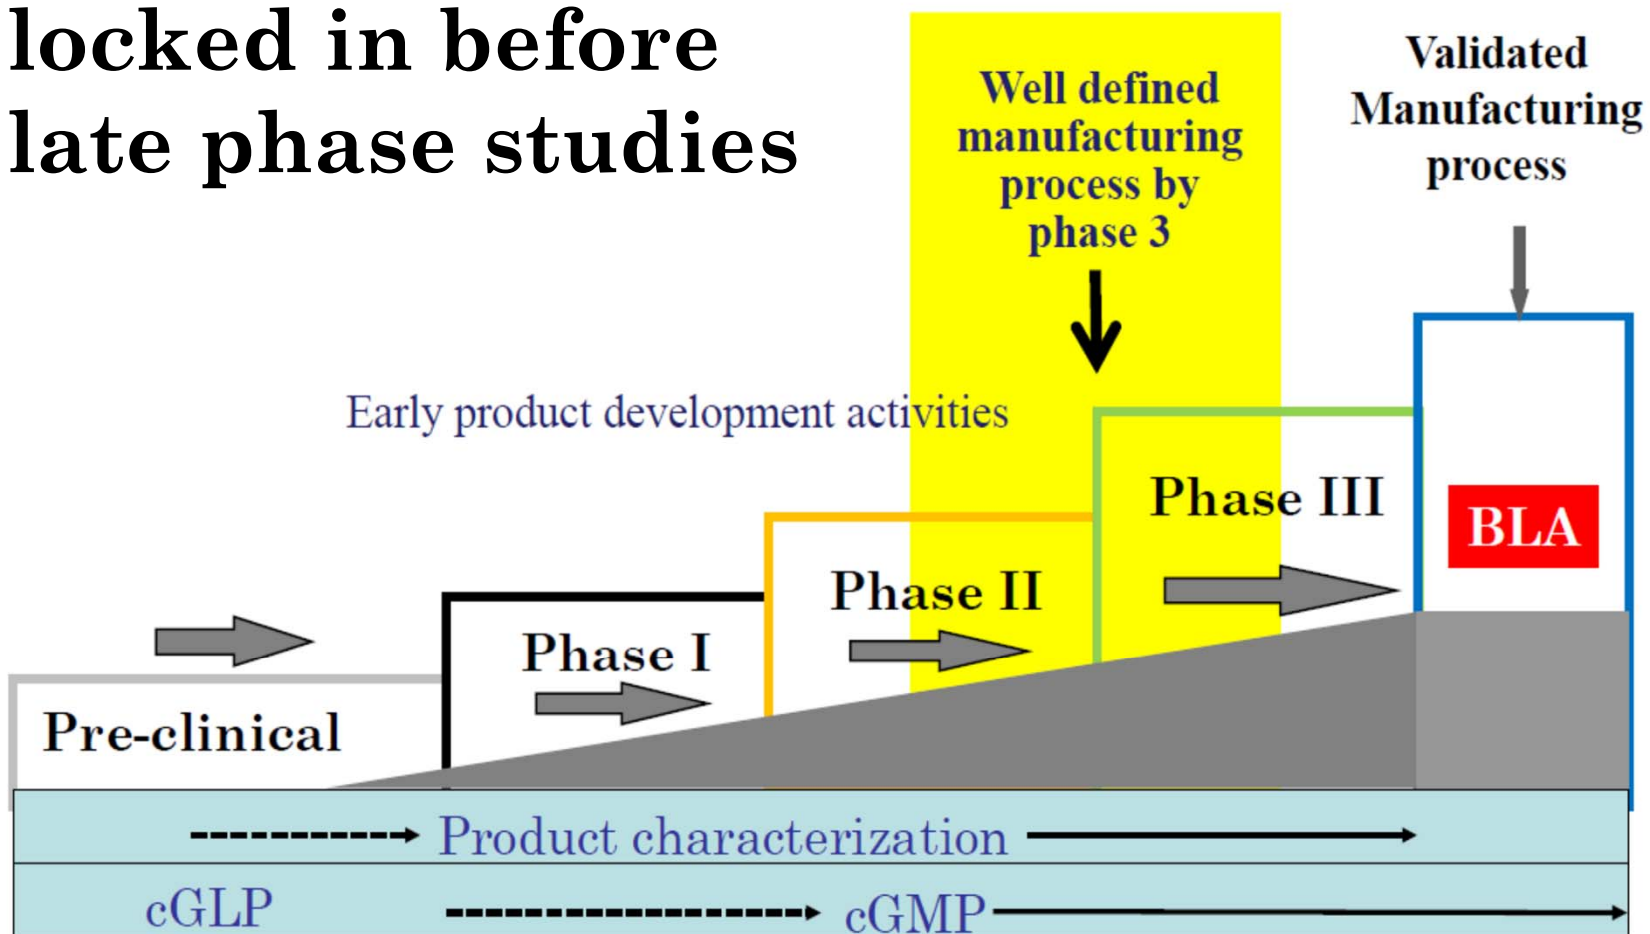 locked in before
late phase studies
Well defined
manufacturing
process by
phase 3
Validated
Manufacturing
process
Early product development activities
Phase III
BLA
Phase II
Phase I
Pre-clinical
Product characterization
cGLP
cGMP